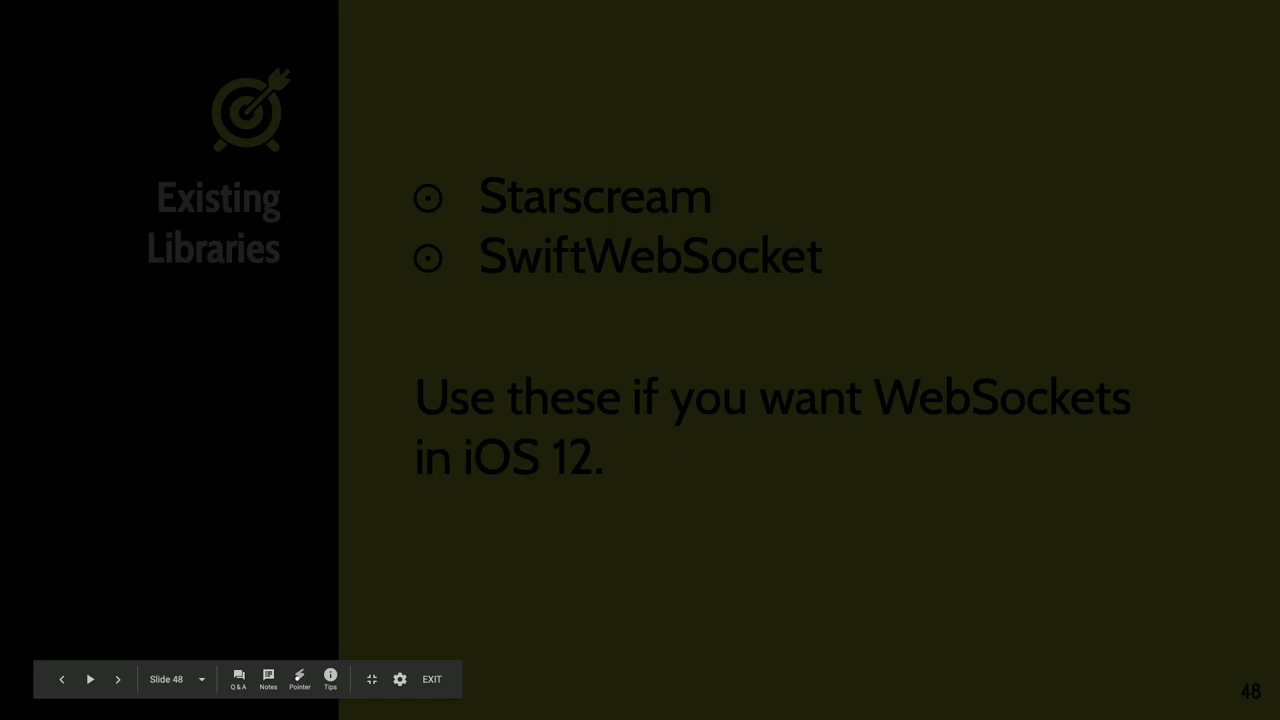 Existing
Libraries
Starscream
SwiftWebSocket
Use these if you want WebSockets
in iOS 12.
Slide 48
Q & A
Notes
Pointer
Tips
EXIT
48